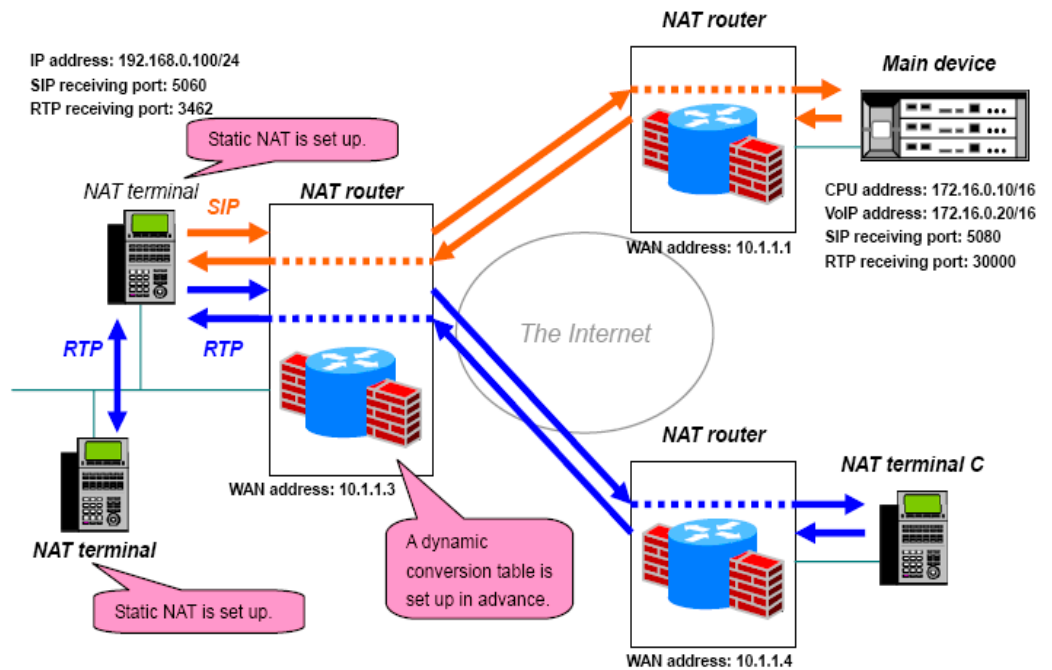 NAT router
IP address: 192.168.0.100/24
SIP receiving port: 5060
RTP receiving port: 3462
Main device
Static NAT is set up.
NAT terminal
NAT router
SIP
CPU address: 172.16.0.10/16
VoIP address: 172.16.0.20/16
SIP receiving port: 5080
RTP receiving port: 30000
WAN address: 10.1.1.1
The Internet
RTP
RTP
NAT router
NAT terminal C
WAN address: 10.1.1.3
NAT terminal
A dynamic
conversion table is
set up in advance.
Static NAT is set up.
WAN address: 10.1.1.4